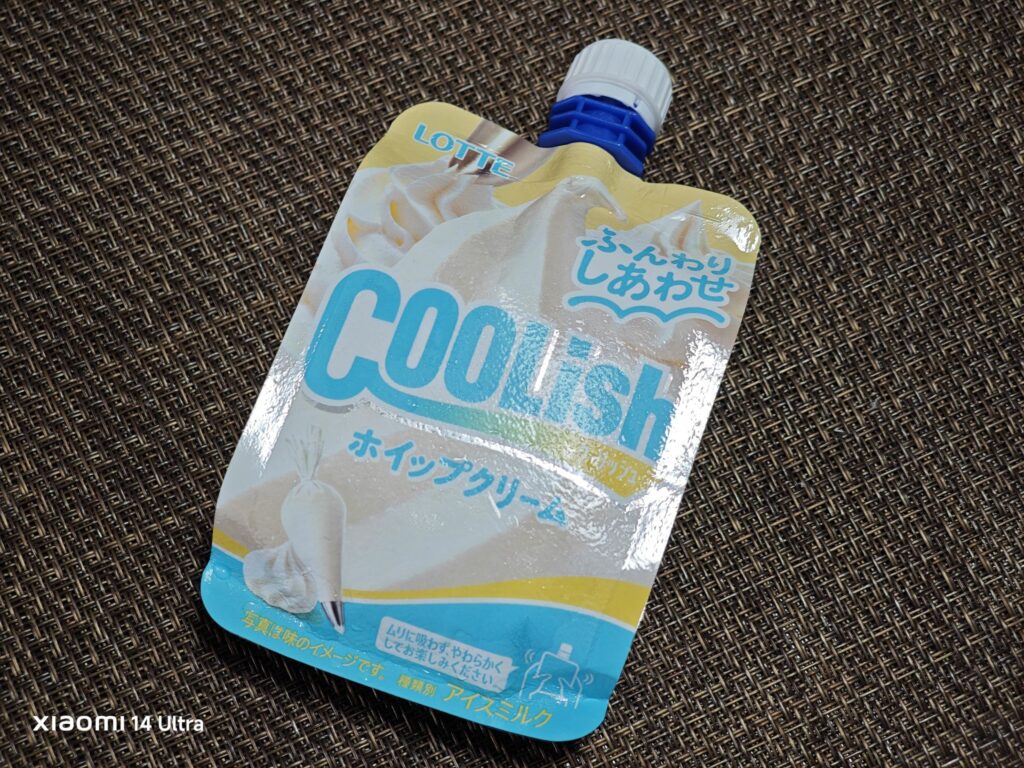 LOTTE
ふんわり
しあわせ
COOLish
ホイップクリーム
写真は味のイメージです。
ムリに吸わず、やわらかく
してお楽しみください。
種類別 アイスミルク
xiaomi 14 Ultra